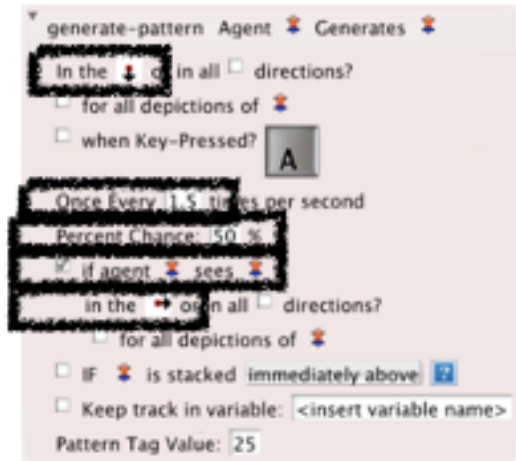 generate-pattern Agent Generates
In the or in all directions?
for all depictions of
when Key-Pressed? A
Once Every 1.5 times per second
Percent Chance: 50 %
if agent sees
in the or in all directions?
for all depictions of
IF is stacked immediately above ?
Keep track in variable: <insert variable name>
Pattern Tag Value: 25